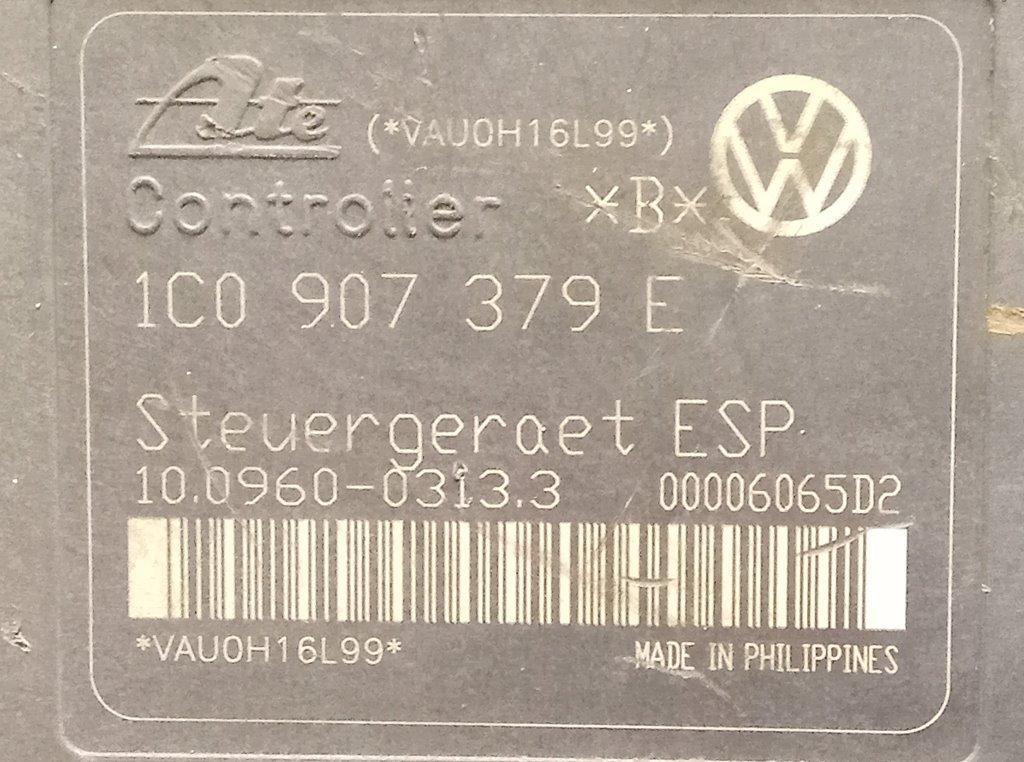 Ate (*VAU0H16L99*)
Controller *B*
1C0 907 379 E
Steuergeraet ESP
10.0960-0313.3 00006065D2
*VAU0H16L99* MADE IN PHILIPPINES